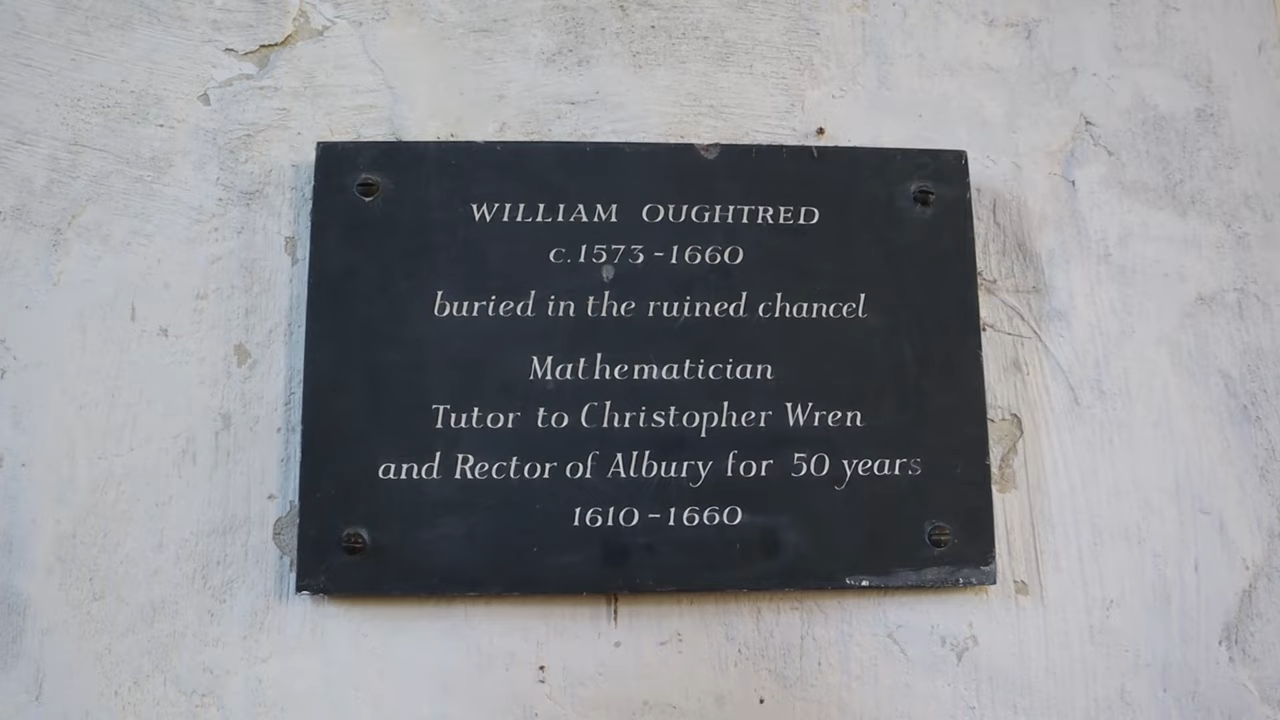 WILLIAM OUGHTRED
c. 1573-1660
buried in the ruined chancel
Mathematician
Tutor to Christopher Wren
and Rector of Albury for 50 years
1610-1660